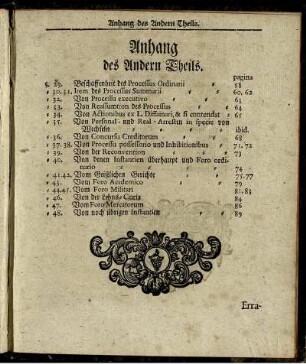 Anhang des Andern Theils.
Anhang
des Andern Theils.
pagina
§. 29. Beschaffenheit des Processus Ordinarii 58
30. 31. Item des Processus Summarii 60, 62
32. Von Processu executivo 63
33. Von Reassumtion des Processus 64
34. Von Actionibus ex L. Diffamari, & si contendat 65
35. Von Personal- und Real-Arresten in specie von
Wechseln ibid.
36. Von Concursu Creditorum 68
37. 38. Von Processu possessorio und Inhibitionibus 71. 72
39. Von der Reconvention 73
40. Von denen Instantien überhaupt und Foro ordi-
nario 74
41. 42. Vom Geistlichen Gerichte 75. 77
43. Vom Foro Academico 79
44. 45. Vom Foro Militari 81. 83
46. Von der Lehns-Curia 84
47. Vom Foro Mercatorum 86
48. Von noch übrigen Instantien 89
Erra-